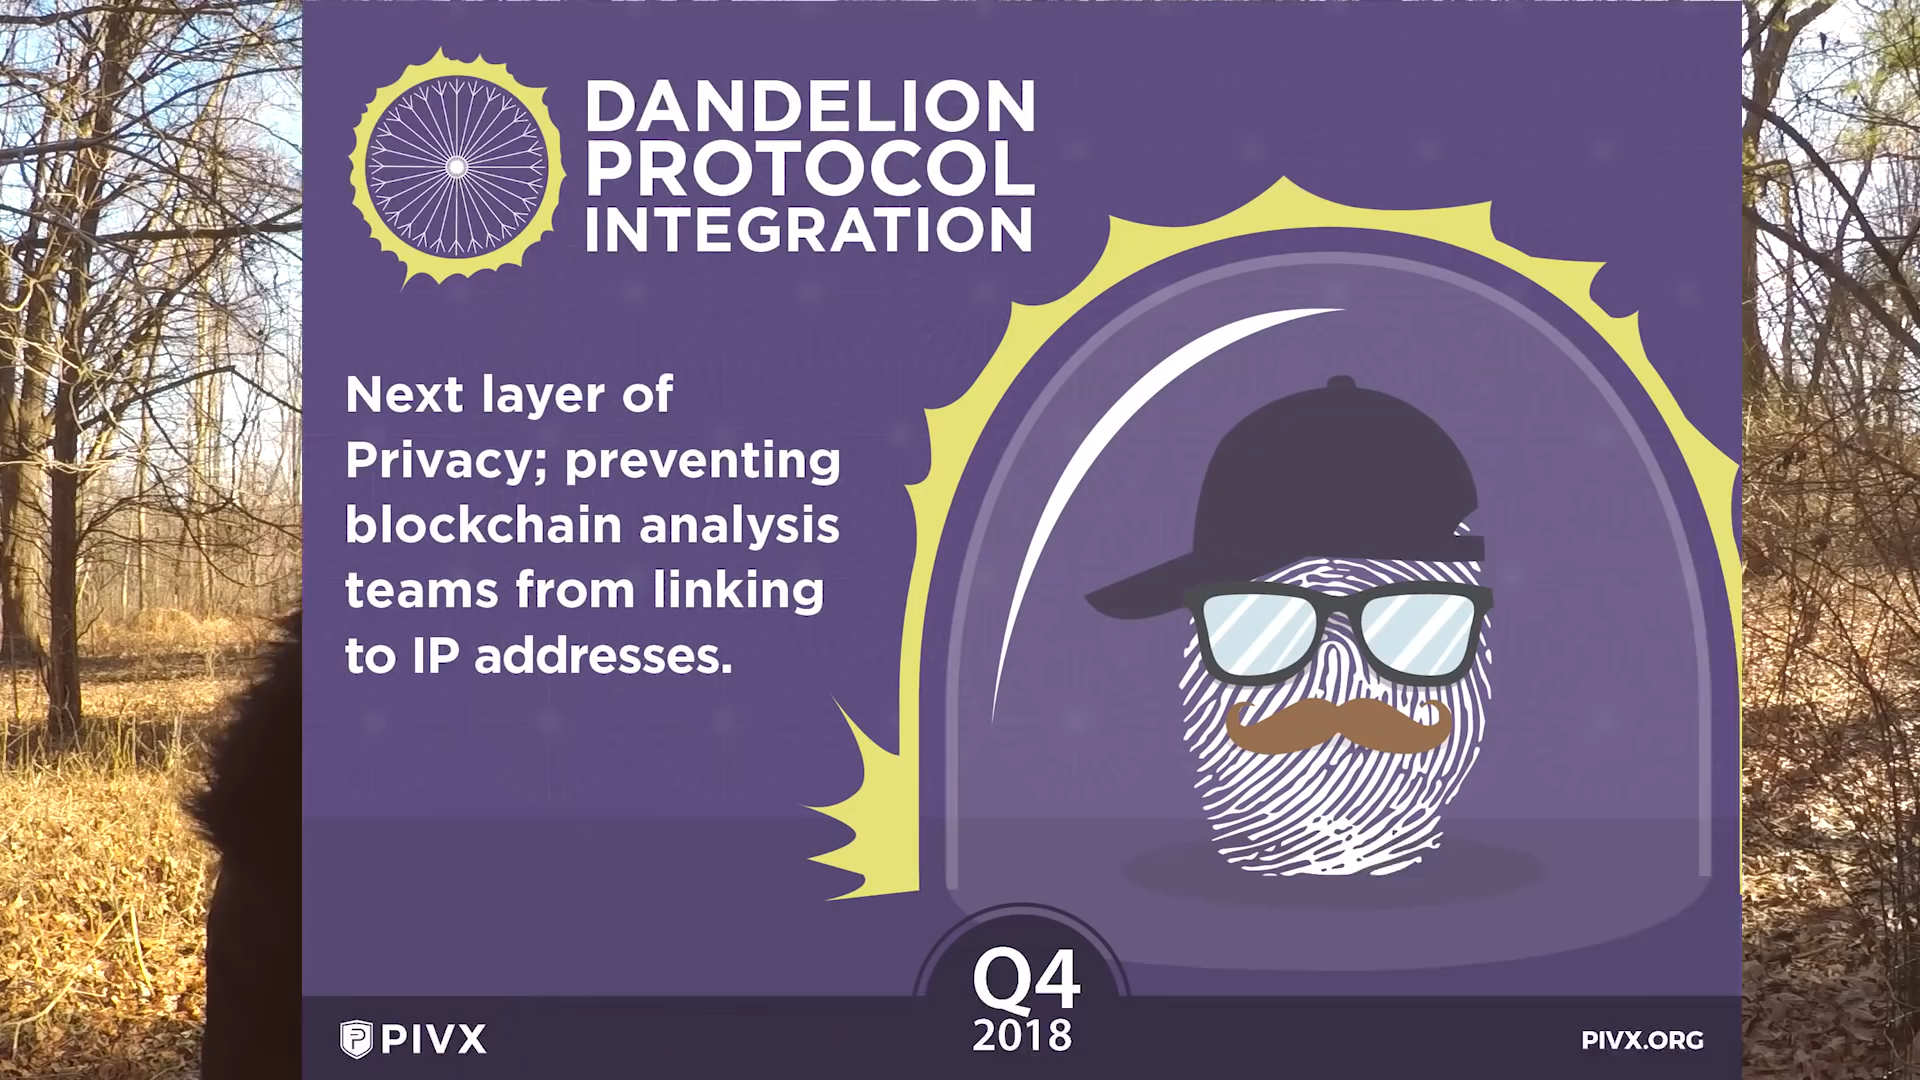 DANDELION
PROTOCOL
INTEGRATION
Next layer of
Privacy; preventing
blockchain analysis
teams from linking
to IP addresses.
Q4
2018
PIVX
PIVX.ORG